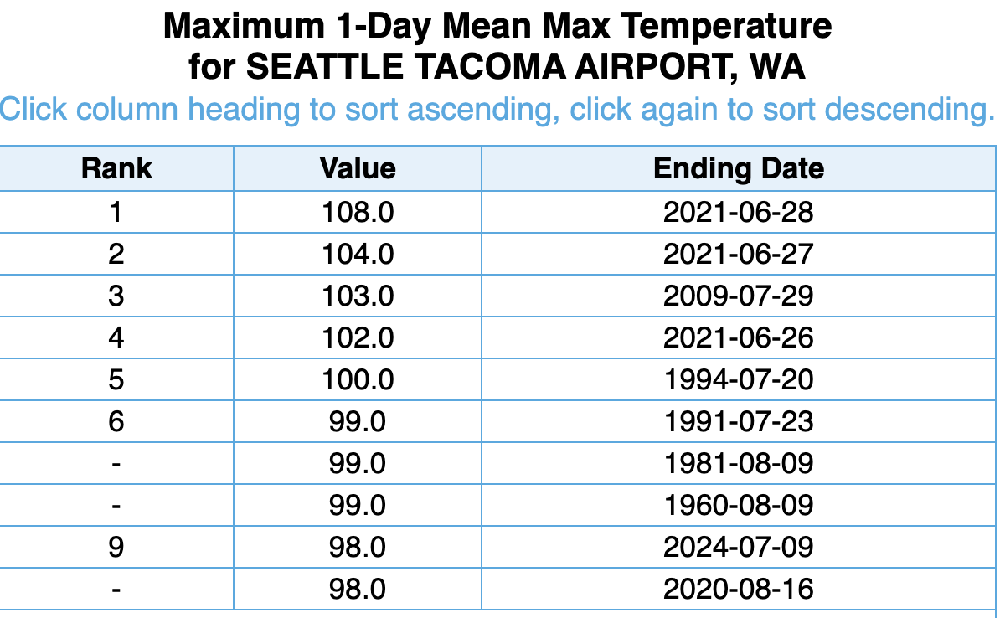 Maximum 1-Day Mean Max Temperature
for SEATTLE TACOMA AIRPORT, WA
Click column heading to sort ascending, click again to sort descending.
Rank Value Ending Date
1 108.0 2021-06-28
2 104.0 2021-06-27
3 103.0 2009-07-29
4 102.0 2021-06-26
5 100.0 1994-07-20
6 99.0 1991-07-23
- 99.0 1981-08-09
- 99.0 1960-08-09
9 98.0 2024-07-09
- 98.0 2020-08-16